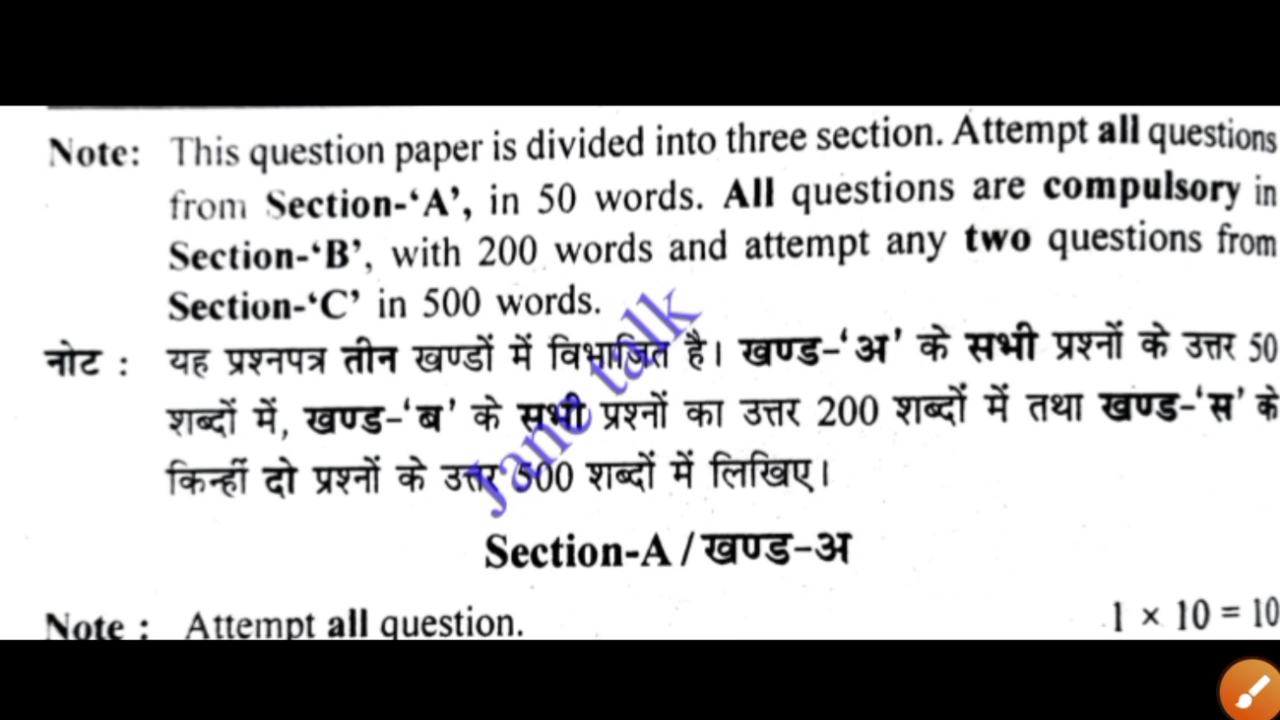 Note: This question paper is divided into three section. Attempt all questions
from Section-‘A’, in 50 words. All questions are compulsory in
Section-‘B’, with 200 words and attempt any two questions from
Section-‘C’ in 500 words.
नोट : यह प्रश्नपत्र तीन खण्डों में विभाजित है। खण्ड-‘अ’ के सभी प्रश्नों के उत्तर 50
शब्दों में, खण्ड-‘ब’ के सभी प्रश्नों का उत्तर 200 शब्दों में तथा खण्ड-‘स’ के
किन्हीं दो प्रश्नों के उत्तर 500 शब्दों में लिखिए।
Jane talk
Section-A / खण्ड-अ
Note : Attempt all question. 1 × 10 = 10